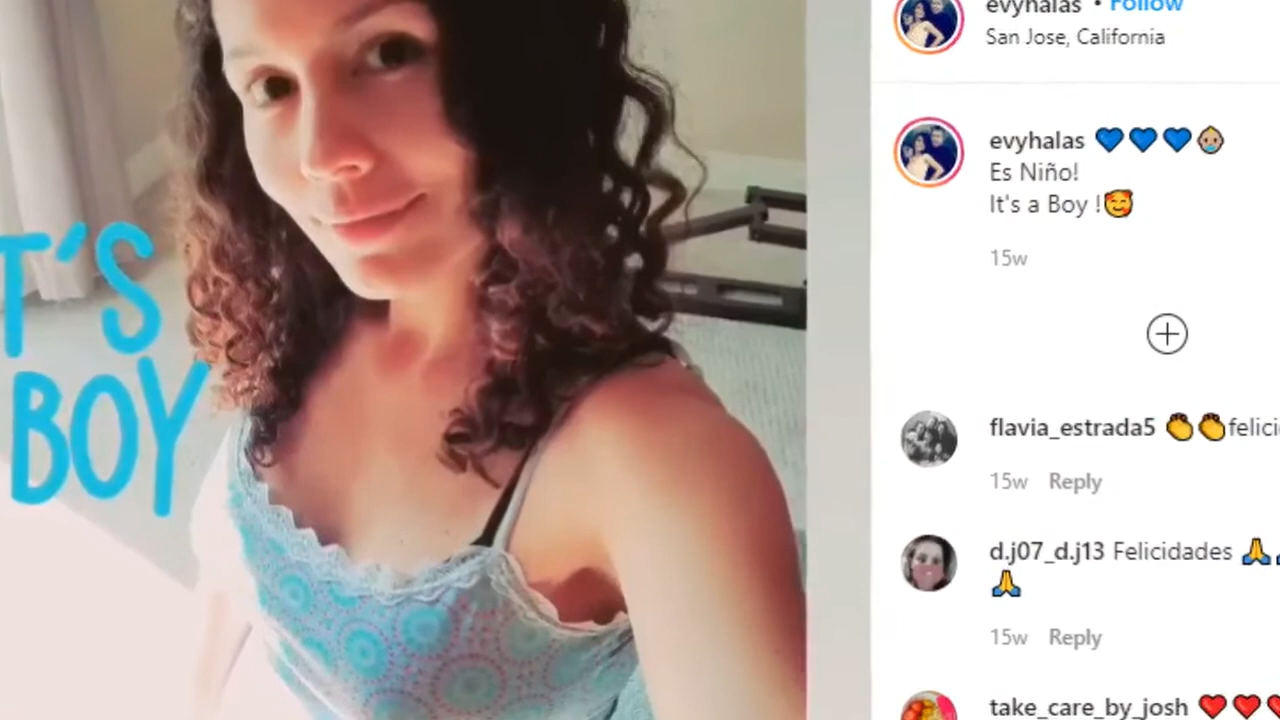 T'S
BOY
evyhalas • Follow
San Jose, California
evyhalas 💙💙💙👶🏼
Es Niño!
It's a Boy !🥰
15w
flavia_estrada5 👏👏
15w Reply
d.j07_d.j13 Felicidades 🙏
🙏
15w Reply
take_care_by_josh ❤️❤️